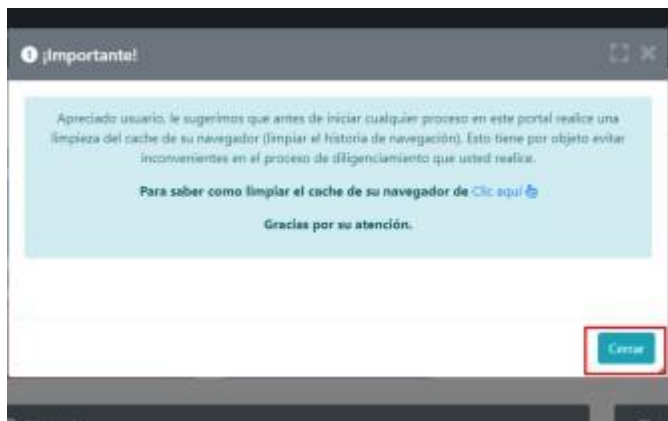 ¡Importante!
Apreciado usuario, le sugerimos que antes de iniciar cualquier proceso en este portal realice una
limpieza del cache de su navegador (limpiar el historia de navegación). Esto tiene por objeto evitar
inconvenientes en el proceso de diligenciamiento que usted realice.
Para saber como limpiar el cache de su navegador de Clic aquí
Gracias por su atención.
Cerrar